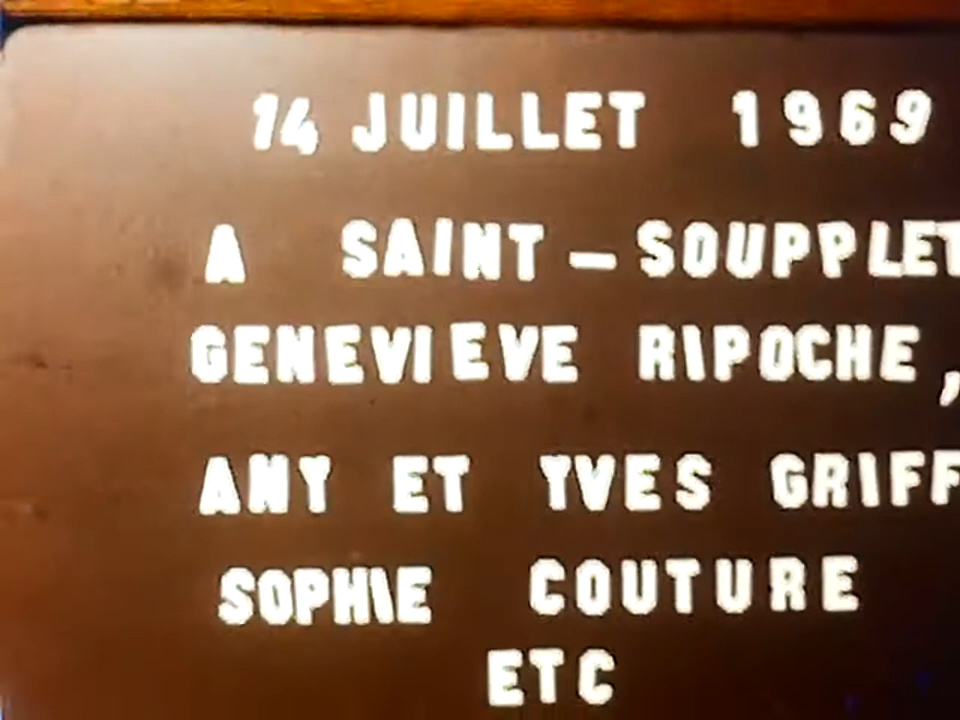 14 JUILLET 1969
A SAINT-SOUPPLET
GENEVIEVE RIPOCHE,
ANY ET YVES GRIFF
SOPHIE COUTURE
ETC